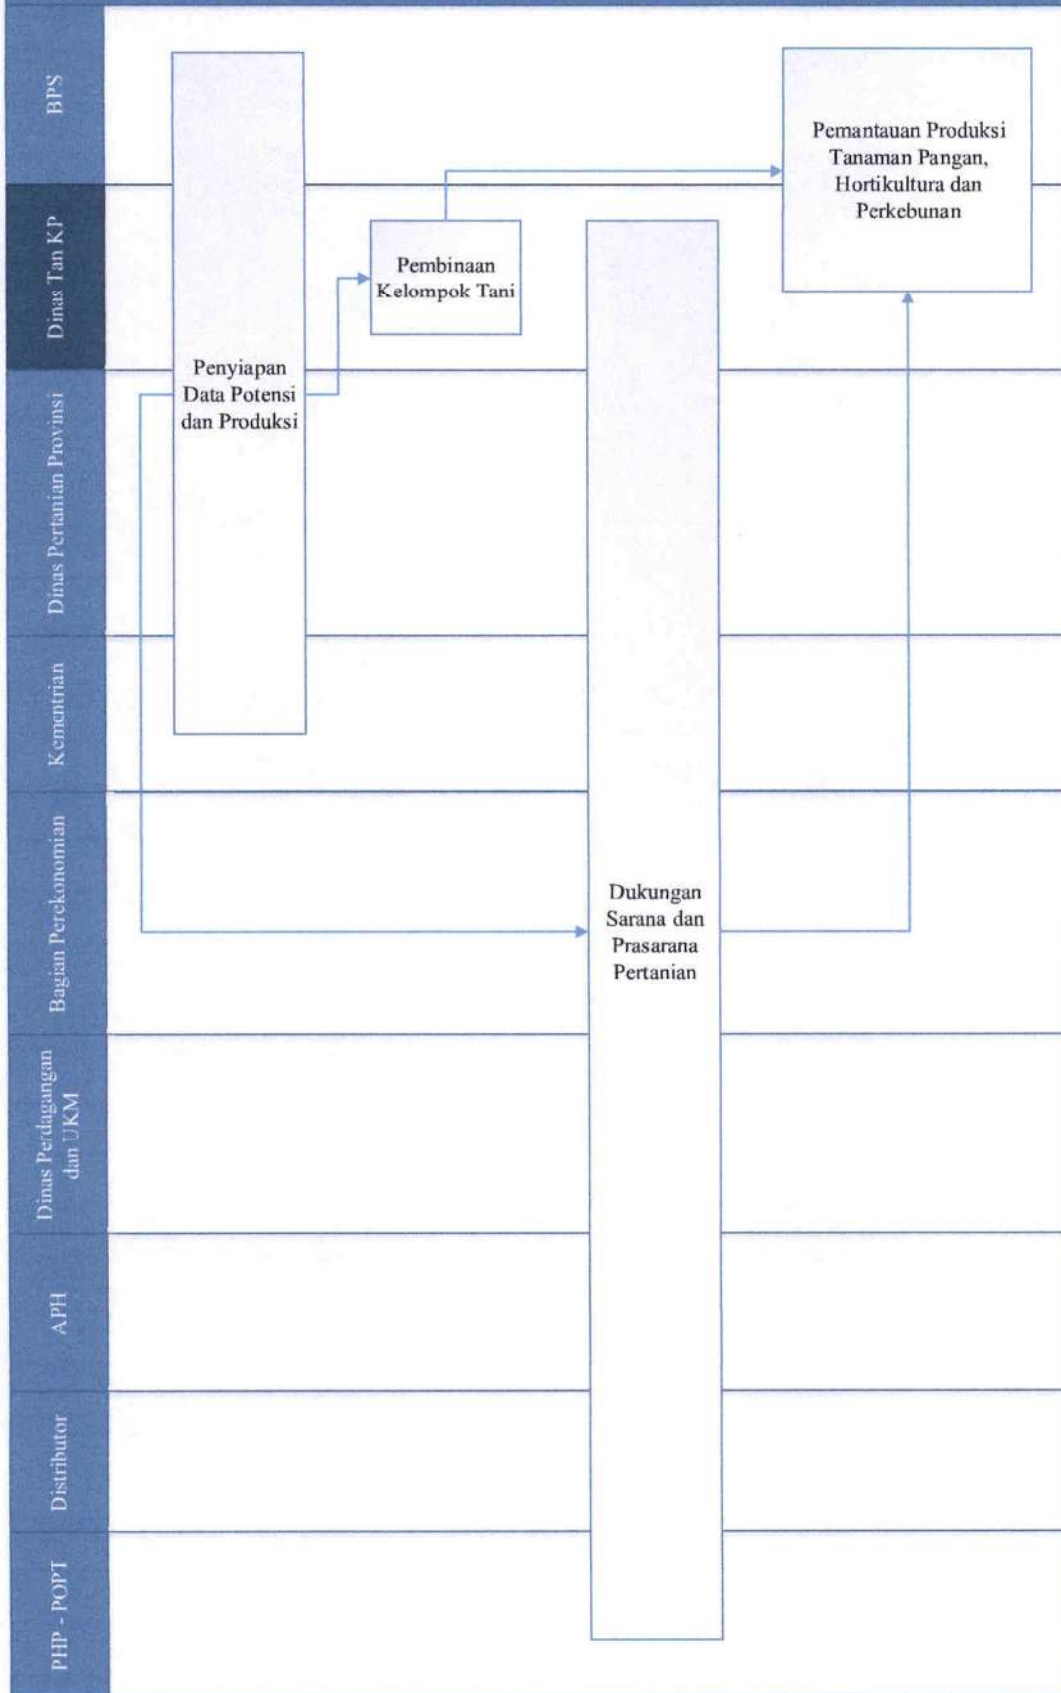 BPS
Dinas Tan KP
Dinas Pertanian Provinsi
Kementrian
Bagian Perekonomian
Dinas Perdagangan
dan UKM
APH
Distributor
PHP - POPT
Penyiapan
Data Potensi
dan Produksi
Pembinaan
Kelompok Tani
Dukungan
Sarana dan
Prasarana
Pertanian
Pemantauan Produksi
Tanaman Pangan,
Hortikultura dan
Perkebunan